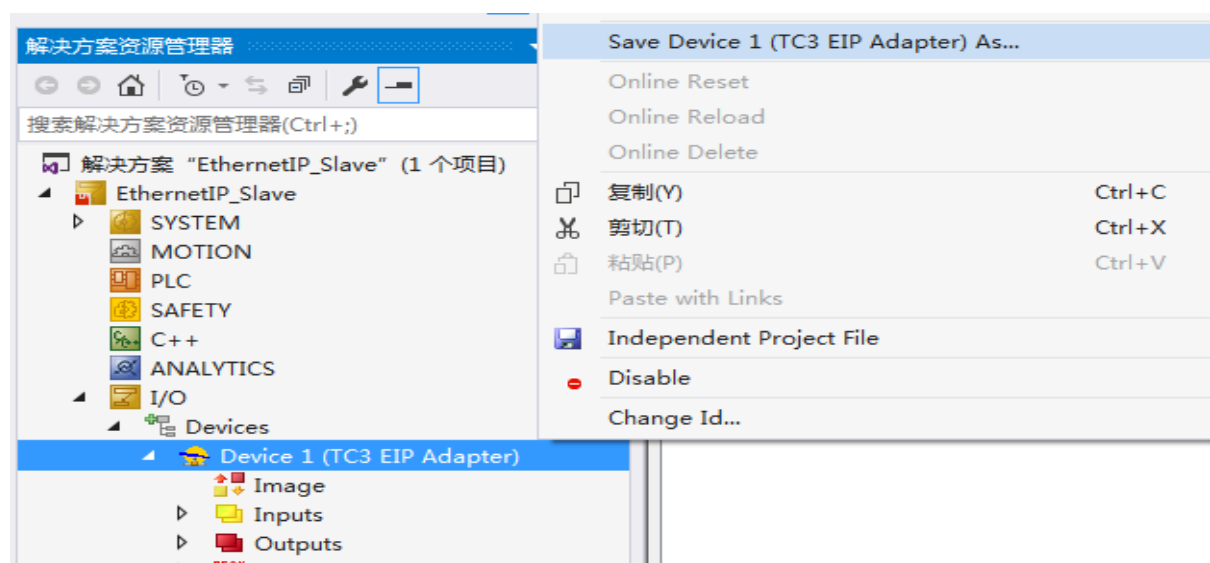 解决方案资源管理器
搜索解决方案资源管理器(Ctrl+;)
解决方案 "EthernetIP_Slave" (1 个项目)
EthernetIP_Slave
SYSTEM
MOTION
PLC
SAFETY
C++
ANALYTICS
I/O
Devices
Device 1 (TC3 EIP Adapter)
Image
Inputs
Outputs
Save Device 1 (TC3 EIP Adapter) As...
Online Reset
Online Reload
Online Delete
复制(Y) Ctrl+C
剪切(T) Ctrl+X
粘贴(P) Ctrl+V
Paste with Links
Independent Project File
Disable
Change Id...